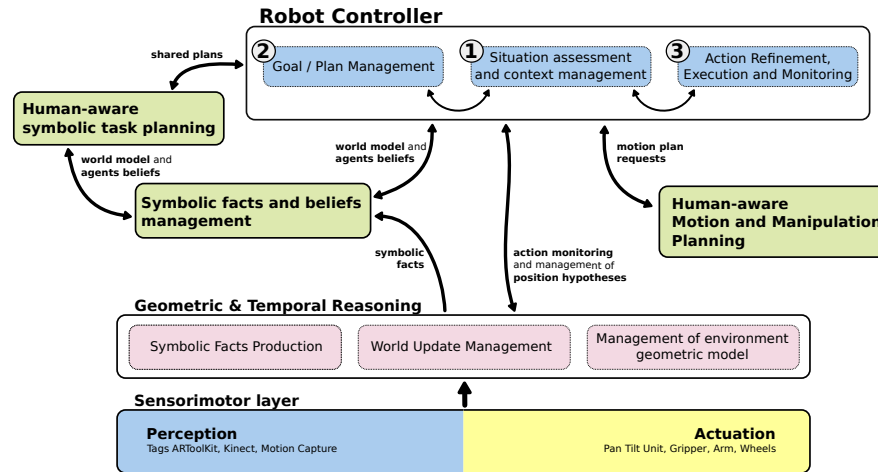 Robot Controller
2
Goal / Plan Management
1
Situation assessment
and context management
3
Action Refinement,
Execution and Monitoring
shared plans
Human-aware
symbolic task planning
world model and
agents beliefs
world model and
agents beliefs
motion plan
requests
Symbolic facts and beliefs
management
Human-aware
Motion and Manipulation
Planning
symbolic
facts
action monitoring
and management of
position hypotheses
Geometric & Temporal Reasoning
Symbolic Facts Production
World Update Management
Management of environment
geometric model
Sensorimotor layer
Perception
Tags ARToolKit, Kinect, Motion Capture
Actuation
Pan Tilt Unit, Gripper, Arm, Wheels